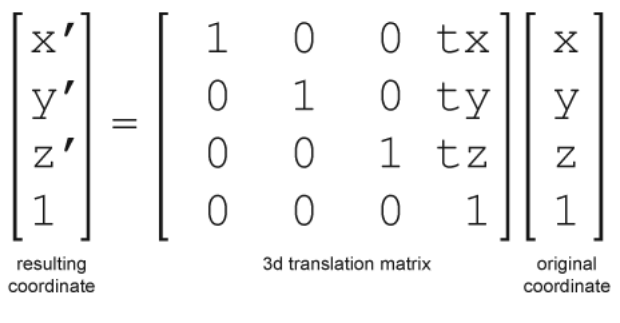 x′ 1 0 0 tx x
y′ 0 1 0 ty y
= 
z′ 0 0 1 tz z
1 0 0 0 1 1
resulting coordinate
3d translation matrix
original coordinate